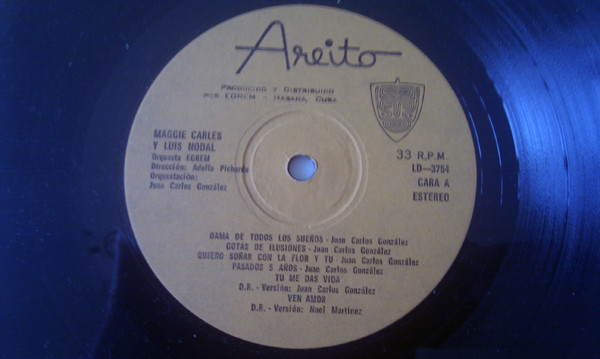 Areito
PRODUCIDO Y DISTRIBUIDO
POR EGREM - HABANA, CUBA
MAGGIE CARLES
Y LUIS NODAL
Orquesta EGREM
Dirección: Adolfo Pichardo
Orquestación:
Juan Carlos González
33 R.P.M.
LD-3754
CARA A
ESTEREO
DAMA DE TODOS LOS SUEÑOS - Juan Carlos González
GOTAS DE ILUSIONES - Juan Carlos González
QUIERO SOÑAR CON LA FLOR Y TU - Juan Carlos González
PASADOS 5 AÑOS - Juan Carlos González
TU ME DAS VIDA
D.R. - Versión: Juan Carlos González
VEN AMOR
D.R. - Versión: Noel Martínez